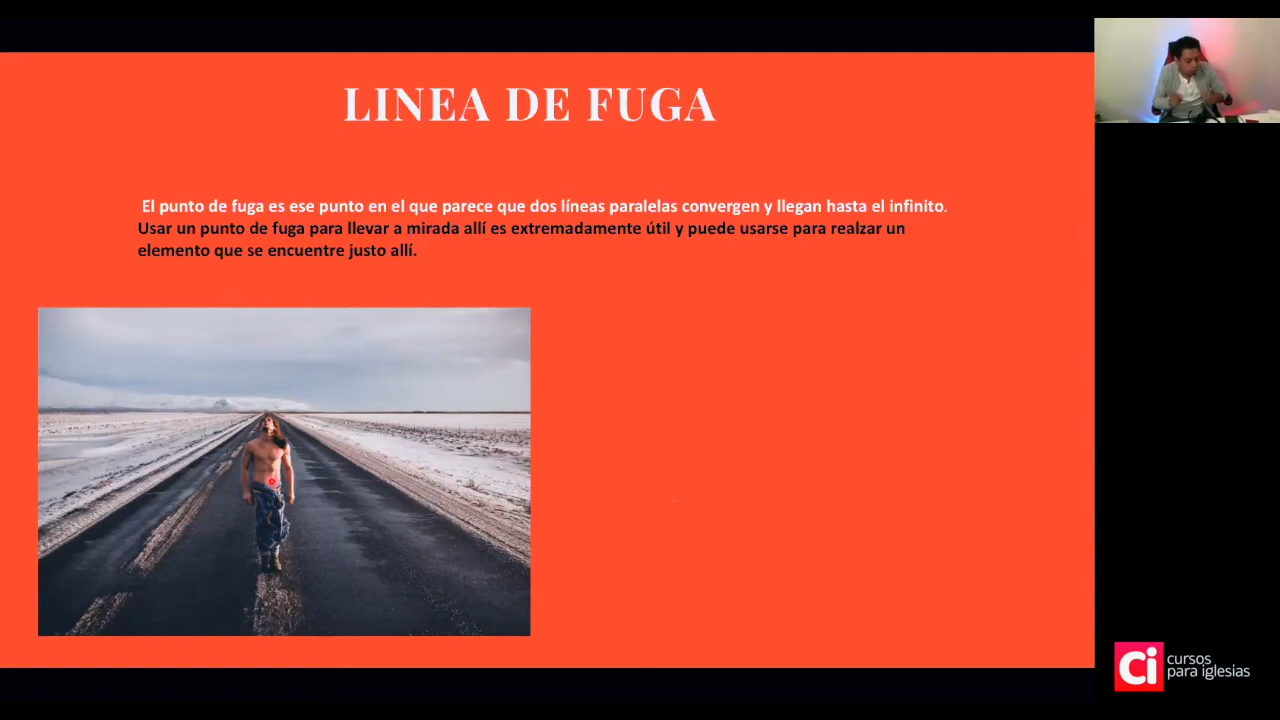 LINEA DE FUGA
El punto de fuga es ese punto en el que parece que dos líneas paralelas convergen y llegan hasta el infinito.
Usar un punto de fuga para llevar a mirada allí es extremadamente útil y puede usarse para realzar un
elemento que se encuentre justo allí.
Ci cursos
para iglesias